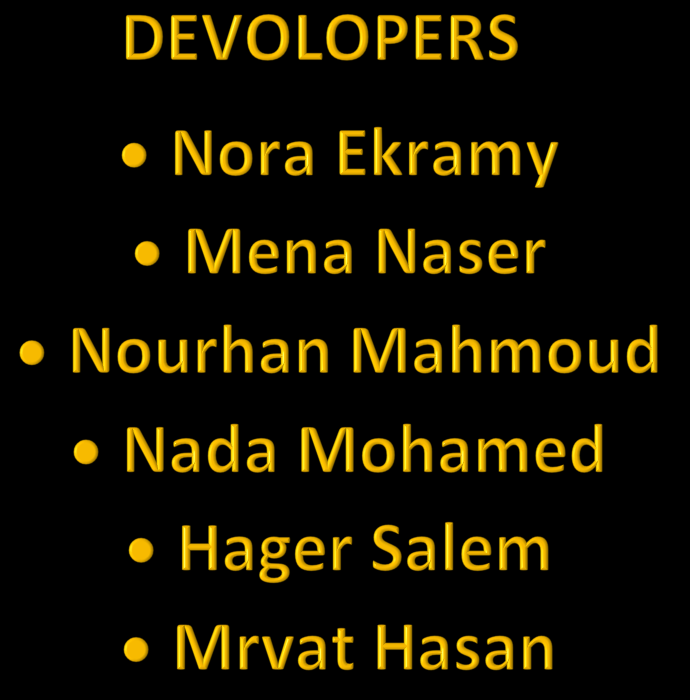 DEVOLOPERS
• Nora Ekramy
• Mena Naser
• Nourhan Mahmoud
• Nada Mohamed
• Hager Salem
• Mrvat Hasan